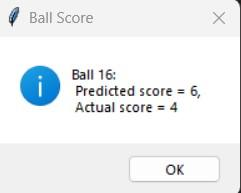 Ball Score
Ball 16:
Predicted score = 6,
Actual score = 4
OK